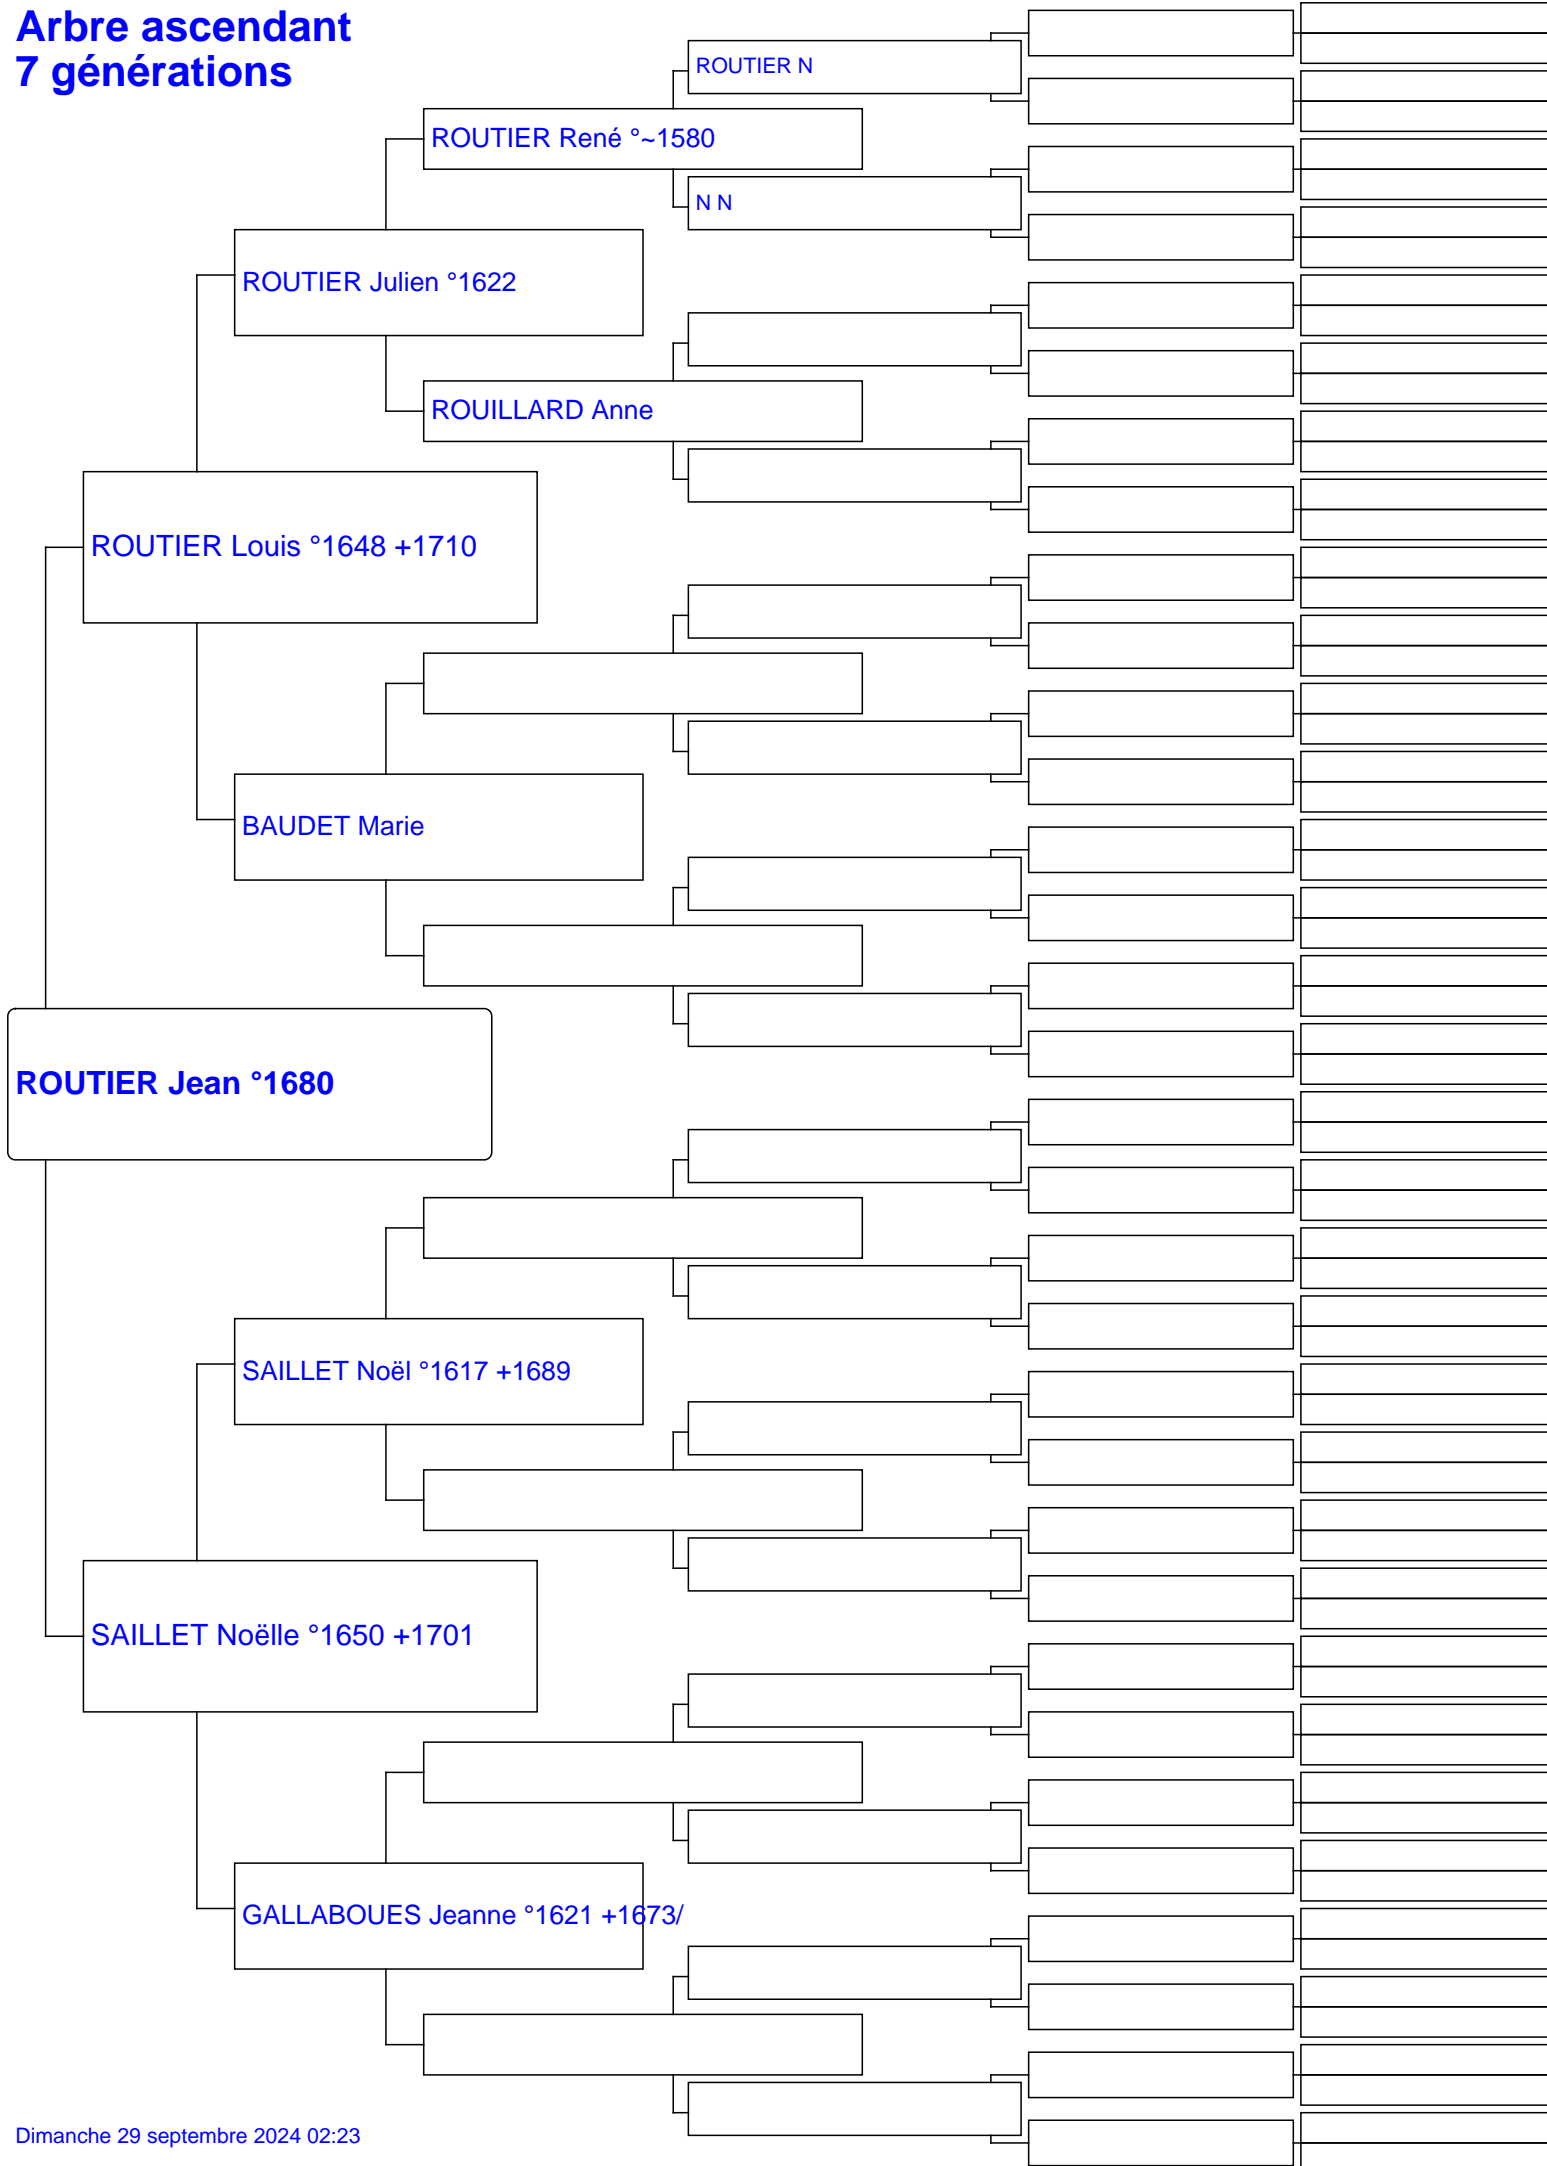 Arbre ascendant
7 générations
ROUTIER N
ROUTIER René °~1580
N N
ROUTIER Julien °1622
ROUILLARD Anne
ROUTIER Louis °1648 +1710
BAUDET Marie
ROUTIER Jean °1680
SAILLET Noël °1617 +1689
SAILLET Noëlle °1650 +1701
GALLABOUES Jeanne °1621 +1673/
Dimanche 29 septembre 2024 02:23